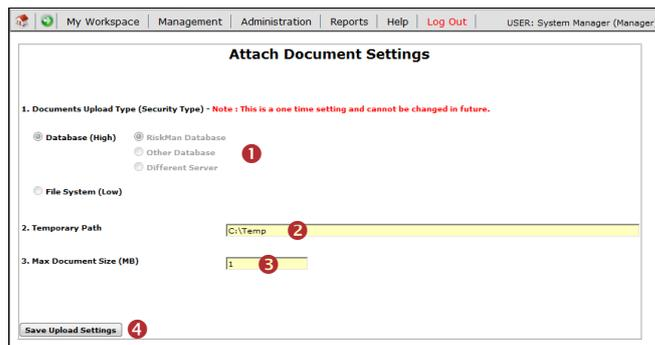 My Workspace | Management | Administration | Reports | Help | Log Out | USER: System Manager (Manager
Attach Document Settings
1. Documents Upload Type (Security Type) - Note : This is a one time setting and cannot be changed in future.
Database (High) RiskMan Database
Other Database 1
Different Server
File System (Low)
2. Temporary Path C:\Temp 2
3. Max Document Size (MB) 1 3
Save Upload Settings 4